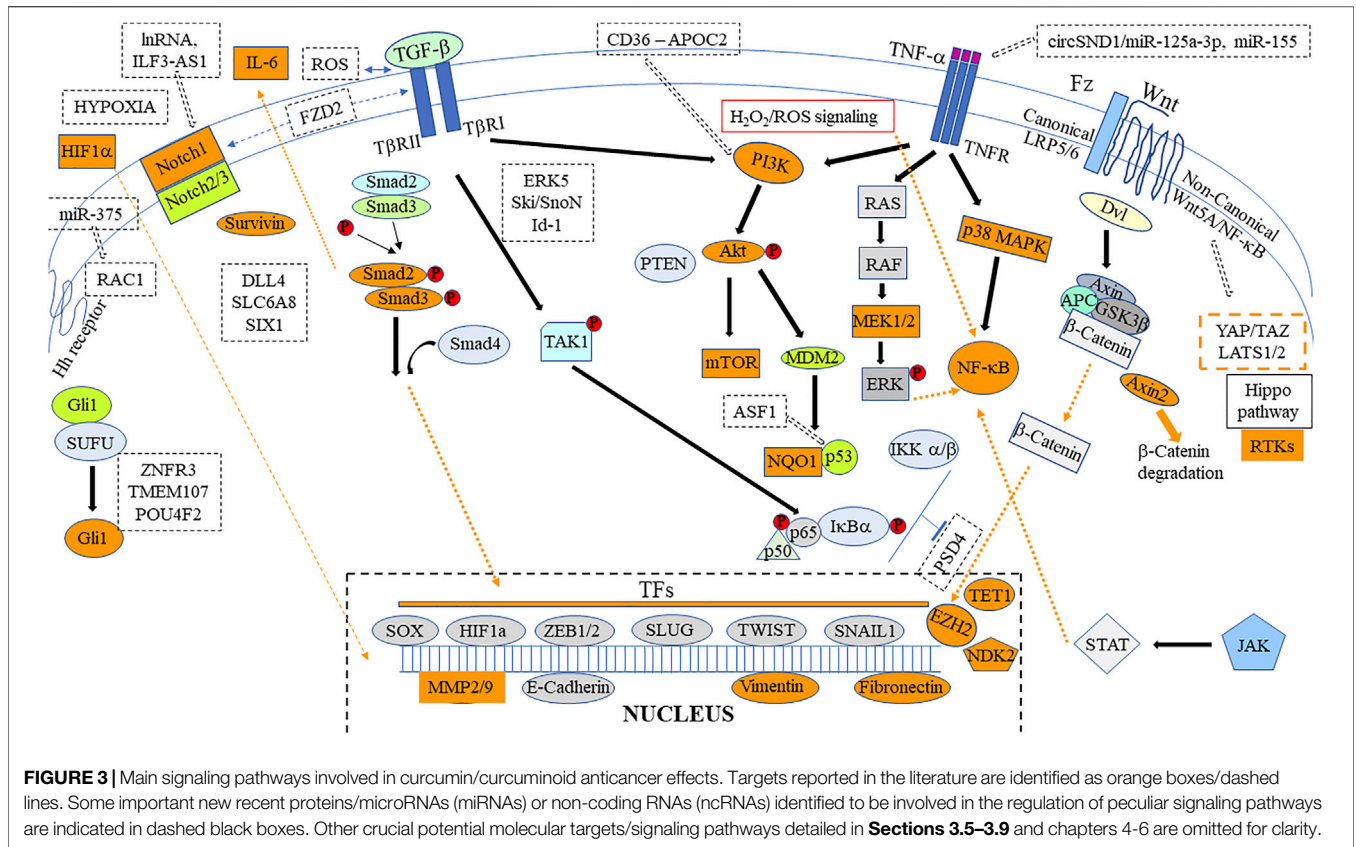 lnRNA,
ILF3-AS1
IL-6
ROS
TGF-β
CD36 – APOC2
TNF-α
circSND1/miR-125a-3p, miR-155
HYPOXIA
FZD2
HIF1α
Notch1
Notch2/3
TβRII
TβRI
H₂O₂/ROS signaling
TNFR
Fz
Wnt
Canonical
LRP5/6
Non-Canonical
Wnt5A/NF-κB
PI3K
miR-375
RAC1
Hh receptor
Survivin
DLL4
SLC6A8
SIX1
Smad2
Smad3
P
Smad2
P
Smad3
P
Smad4
ERK5
Ski/SnoN
Id-1
TAK1
P
PTEN
Akt
P
mTOR
MDM2
ASF1
NQO1
p53
RAS
RAF
MEK1/2
ERK
P
p38 MAPK
NF-κB
Dvl
Axin
APC
GSK3β
β-Catenin
Axin2
β-Catenin
β-Catenin
degradation
YAP/TAZ
LATS1/2
Hippo
pathway
RTKs
Gli1
SUFU
Gli1
ZNFR3
TMEM107
POU4F2
IKK α/β
P
p65
p50
IκBα
P
PSD4
TFs
SOX
HIF1a
ZEB1/2
SLUG
TWIST
SNAIL1
EZH2
TET1
NDK2
MMP2/9
E-Cadherin
Vimentin
Fibronectin
NUCLEUS
STAT
JAK
FIGURE 3 | Main signaling pathways involved in curcumin/curcuminoid anticancer effects. Targets reported in the literature are identified as orange boxes/dashed
lines. Some important new recent proteins/microRNAs (miRNAs) or non-coding RNAs (ncRNAs) identified to be involved in the regulation of peculiar signaling pathways
are indicated in dashed black boxes. Other crucial potential molecular targets/signaling pathways detailed in Sections 3.5–3.9 and chapters 4-6 are omitted for clarity.